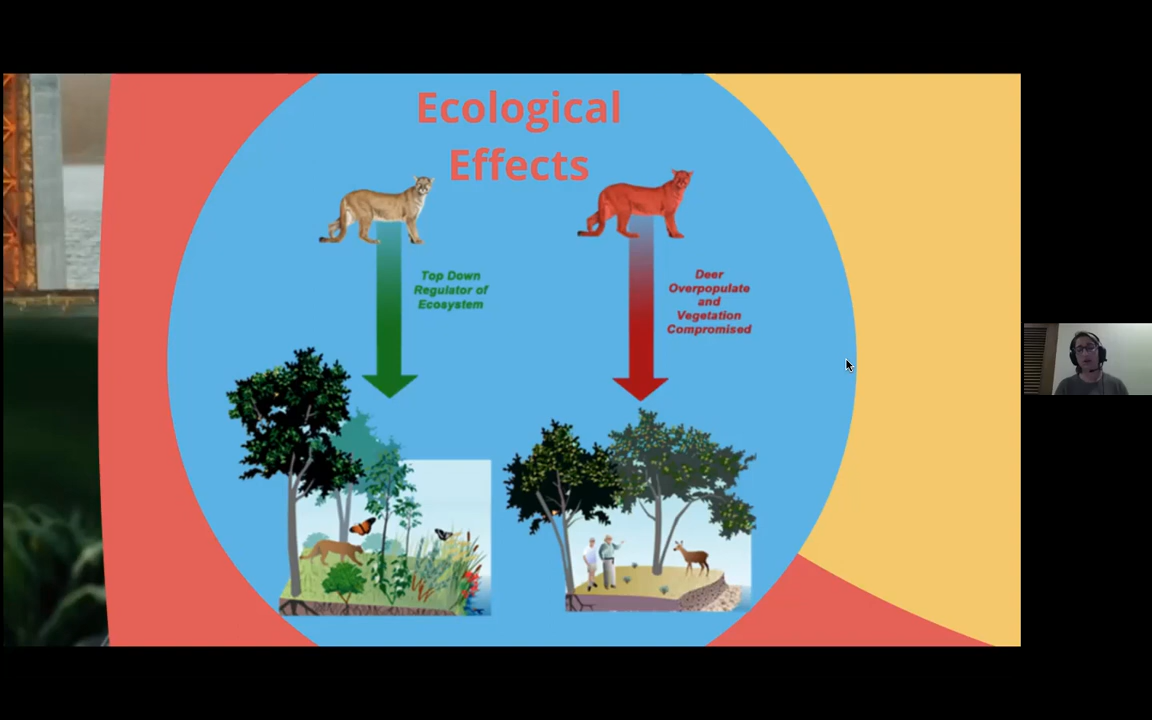 Ecological
Effects
Top Down
Regulator of
Ecosystem
Deer
Overpopulate
and
Vegetation
Compromised